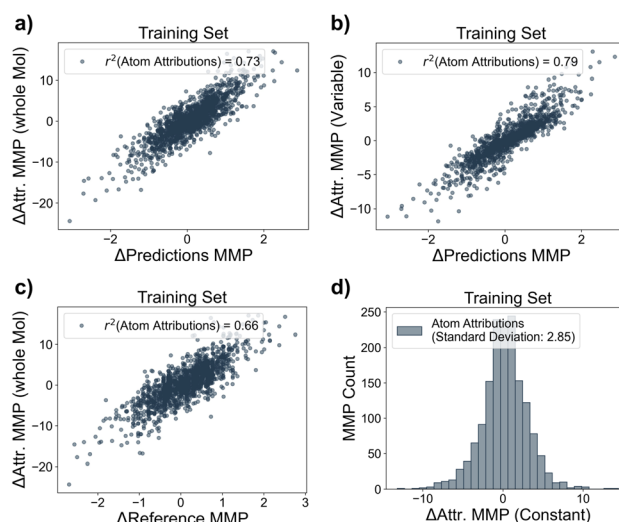 a)
Training Set
r²(Atom Attributions) = 0.73
ΔAttr. MMP (whole Mol)
10
0
−10
−20
−2
0
2
ΔPredictions MMP
b)
Training Set
r²(Atom Attributions) = 0.79
ΔAttr. MMP (Variable)
10
5
0
−5
−10
−2
0
2
ΔPredictions MMP
c)
Training Set
r²(Atom Attributions) = 0.66
ΔAttr. MMP (whole Mol)
10
0
−10
−20
−2
−1
0
1
2
3
ΔReference MMP
d)
Training Set
Atom Attributions
(Standard Deviation: 2.85)
MMP Count
250
200
150
100
50
0
−10
0
10
ΔAttr. MMP (Constant)